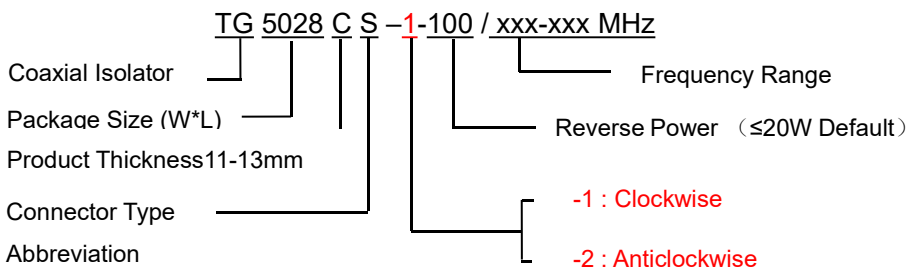 TG 5028 C S –1-100 / xxx-xxx MHz
Coaxial Isolator
Frequency Range
Package Size (W*L)
Reverse Power （≤20W Default）
Product Thickness11-13mm
Connector Type
Abbreviation
-1 : Clockwise
-2 : Anticlockwise